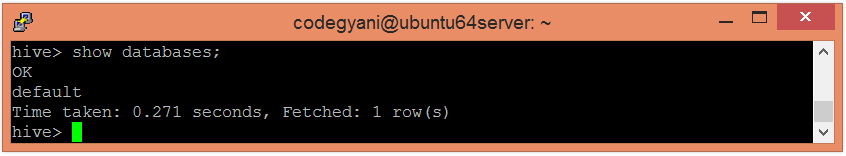 codegyani@ubuntu64server: ~
hive> show databases;
OK
default
Time taken: 0.271 seconds, Fetched: 1 row(s)
hive>